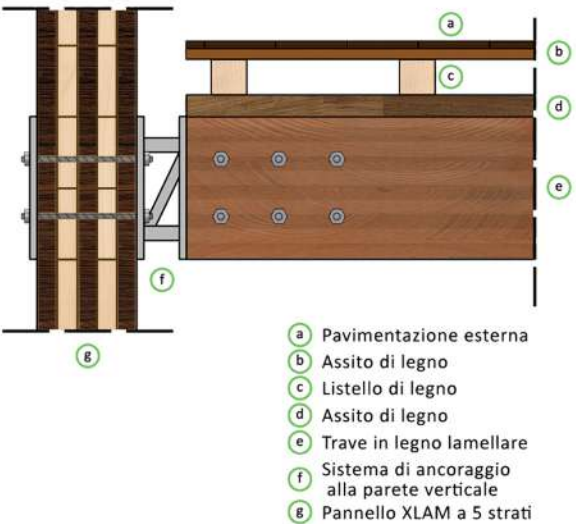 a
b
c
d
e
f
g
a Pavimentazione esterna
b Assito di legno
c Listello di legno
d Assito di legno
e Trave in legno lamellare
f Sistema di ancoraggio
alla parete verticale
g Pannello XLAM a 5 strati